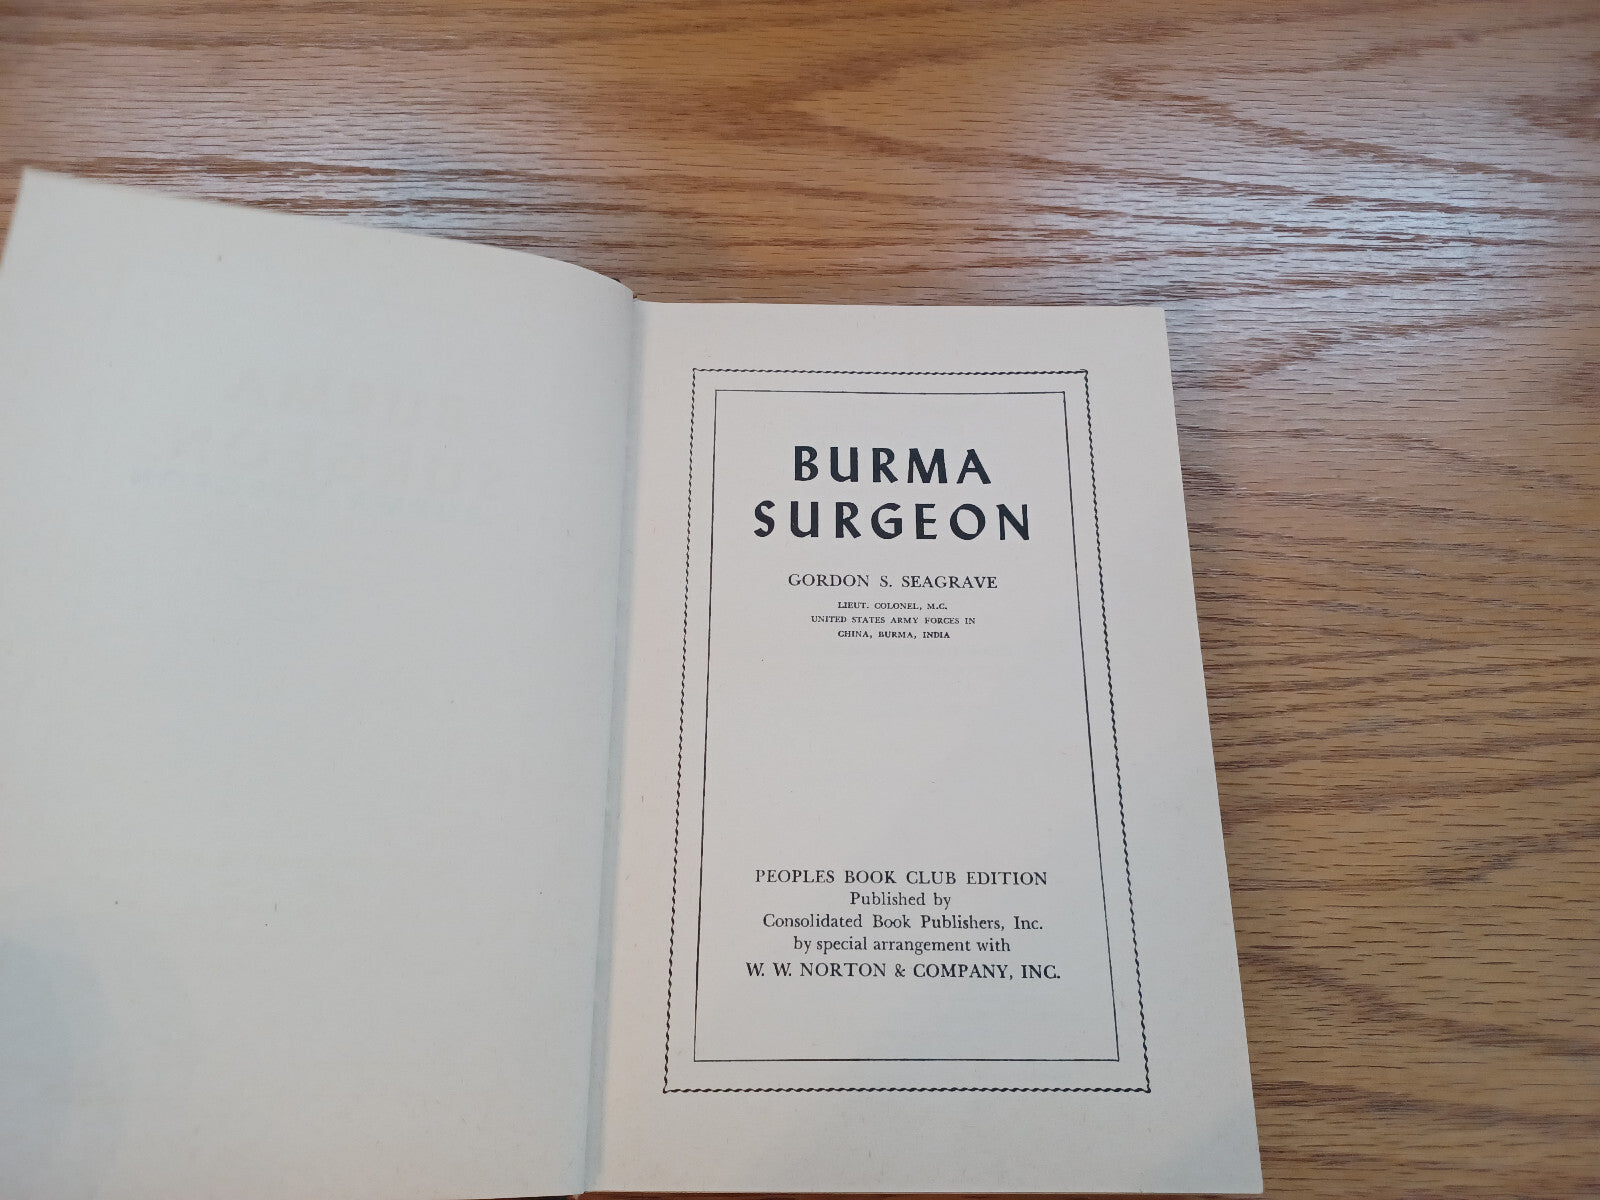 BURMA
SURGEON
GORDON S. SEAGRAVE
LIEUT. COLONEL, M.C.
UNITED STATES ARMY FORCES IN
CHINA, BURMA, INDIA
PEOPLES BOOK CLUB EDITION
Published by
Consolidated Book Publishers, Inc.
by special arrangement with
W. W. NORTON & COMPANY, INC.